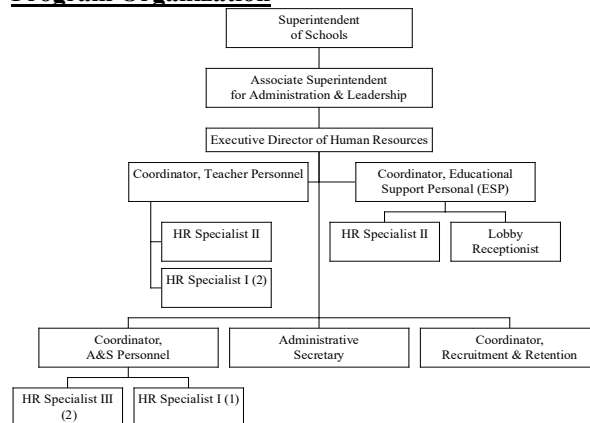 Program Organization
Superintendent
of Schools
Associate Superintendent
for Administration & Leadership
Executive Director of Human Resources
Coordinator, Teacher Personnel
Coordinator, Educational
Support Personal (ESP)
HR Specialist II
HR Specialist I (2)
HR Specialist II
Lobby
Receptionist
Coordinator,
A&S Personnel
Administrative
Secretary
Coordinator,
Recruitment & Retention
HR Specialist III
(2)
HR Specialist I (1)